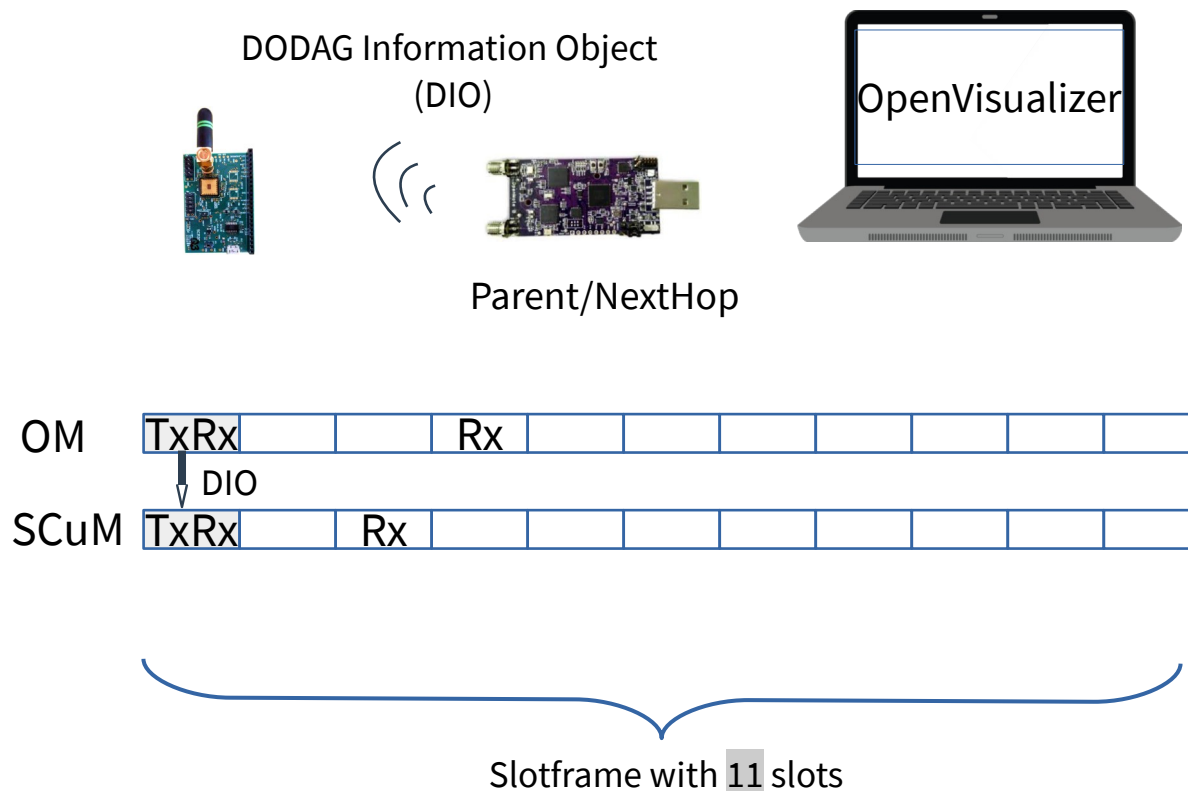 DODAG Information Object
(DIO)
OpenVisualizer
Parent/NextHop
OM TxRx Rx
DIO
SCuM TxRx Rx
Slotframe with 11 slots